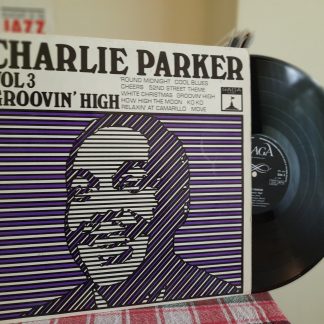 JAZZ
CHARLIE PARKER
VOL 3
GROOVIN' HIGH
'ROUND MIDNIGHT COOL BLUES
CHEERS 52ND STREET THEME
WHITE CHRISTMAS GROOVIN' HIGH
HOW HIGH THE MOON KO KO
RELAXIN' AT CAMARILLO MOVE
SAGA
SAGA